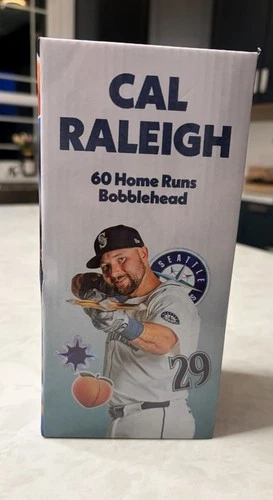 CAL
RALEIGH
60 Home Runs
Bobblehead
S
SEATTLE
29